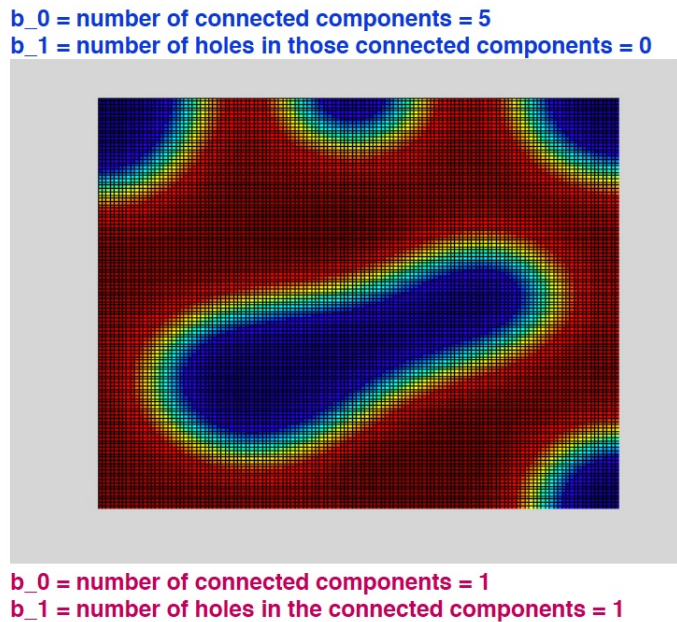 b_0 = number of connected components = 5
b_1 = number of holes in those connected components = 0
b_0 = number of connected components = 1
b_1 = number of holes in the connected components = 1